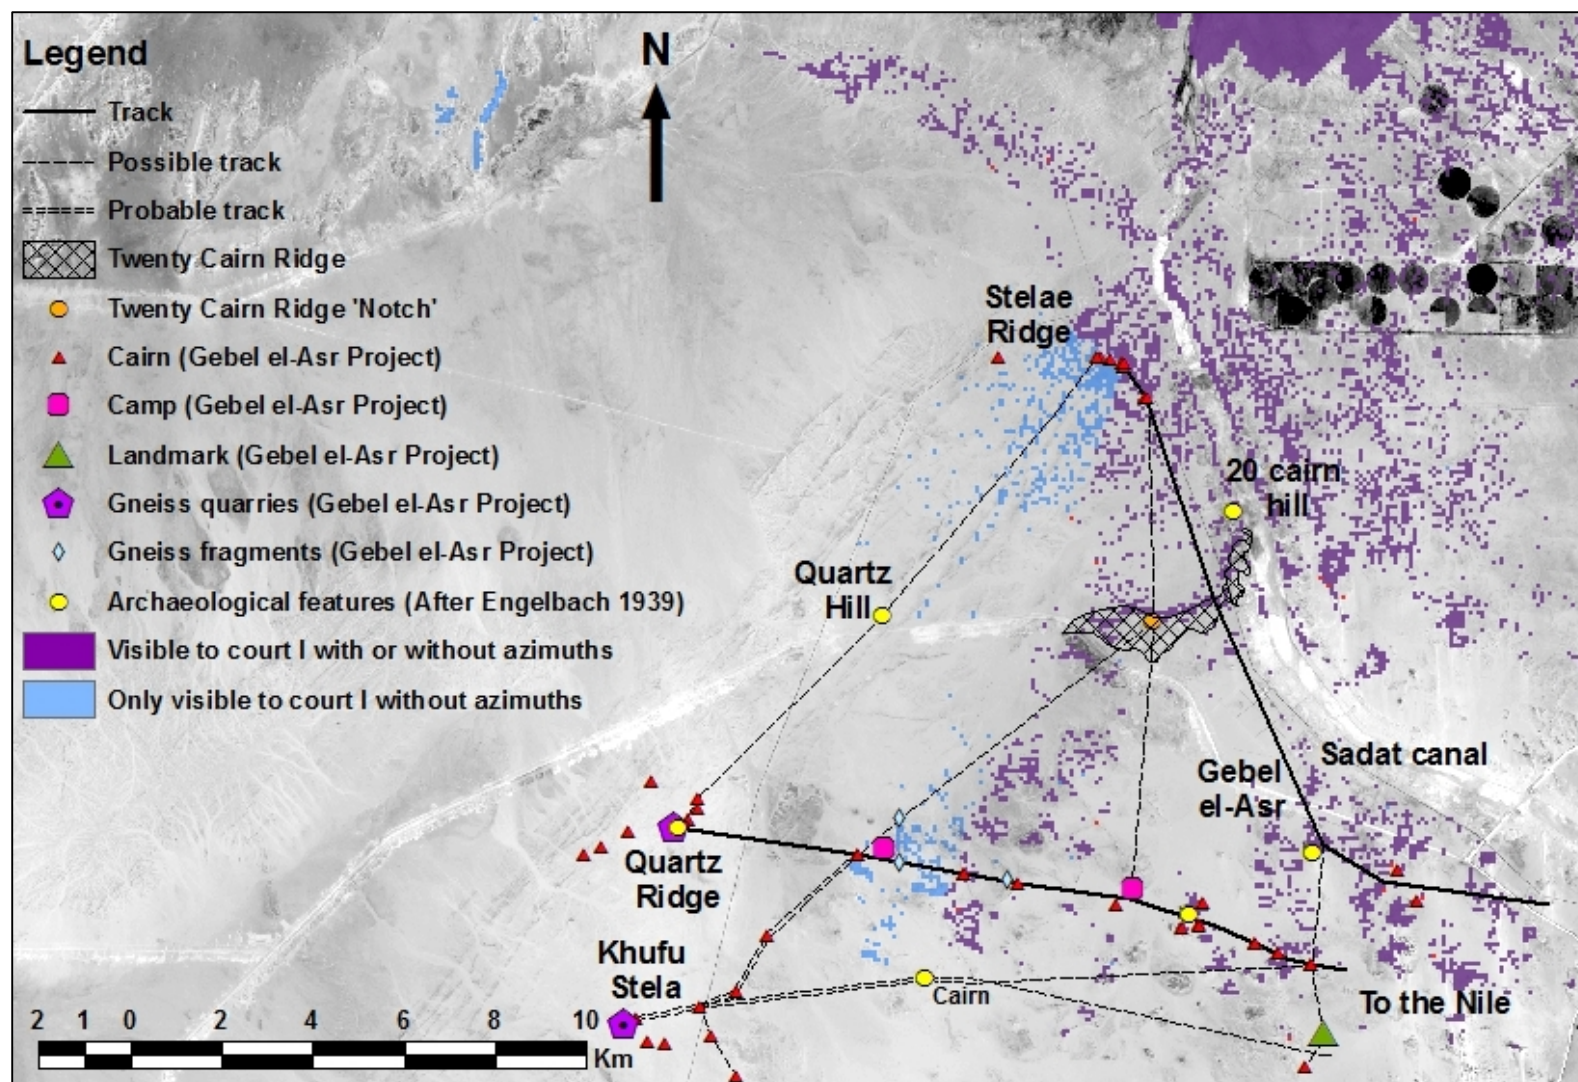 Legend
Track
Possible track
Probable track
Twenty Cairn Ridge
Twenty Cairn Ridge 'Notch'
Cairn (Gebel el-Asr Project)
Camp (Gebel el-Asr Project)
Landmark (Gebel el-Asr Project)
Gneiss quarries (Gebel el-Asr Project)
Gneiss fragments (Gebel el-Asr Project)
Archaeological features (After Engelbach 1939)
Visible to court I with or without azimuths
Only visible to court I without azimuths
N
Stelae
Ridge
20 cairn
hill
Quartz
Hill
Sadat canal
Gebel
el-Asr
Quartz
Ridge
Khufu
Stela
Cairn
To the Nile
2 1 0 2 4 6 8 10
Km